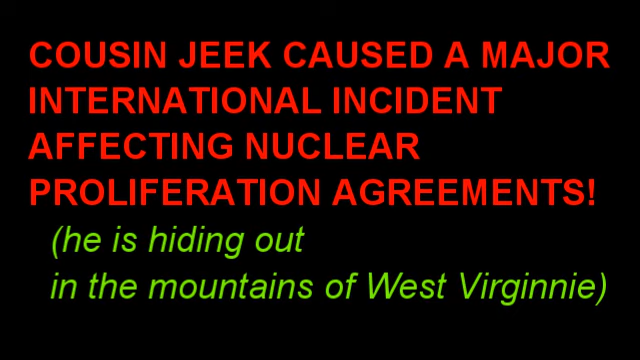 COUSIN JEEK CAUSED A MAJOR
INTERNATIONAL INCIDENT
AFFECTING NUCLEAR
PROLIFERATION AGREEMENTS!
(he is hiding out
in the mountains of West Virginnie)